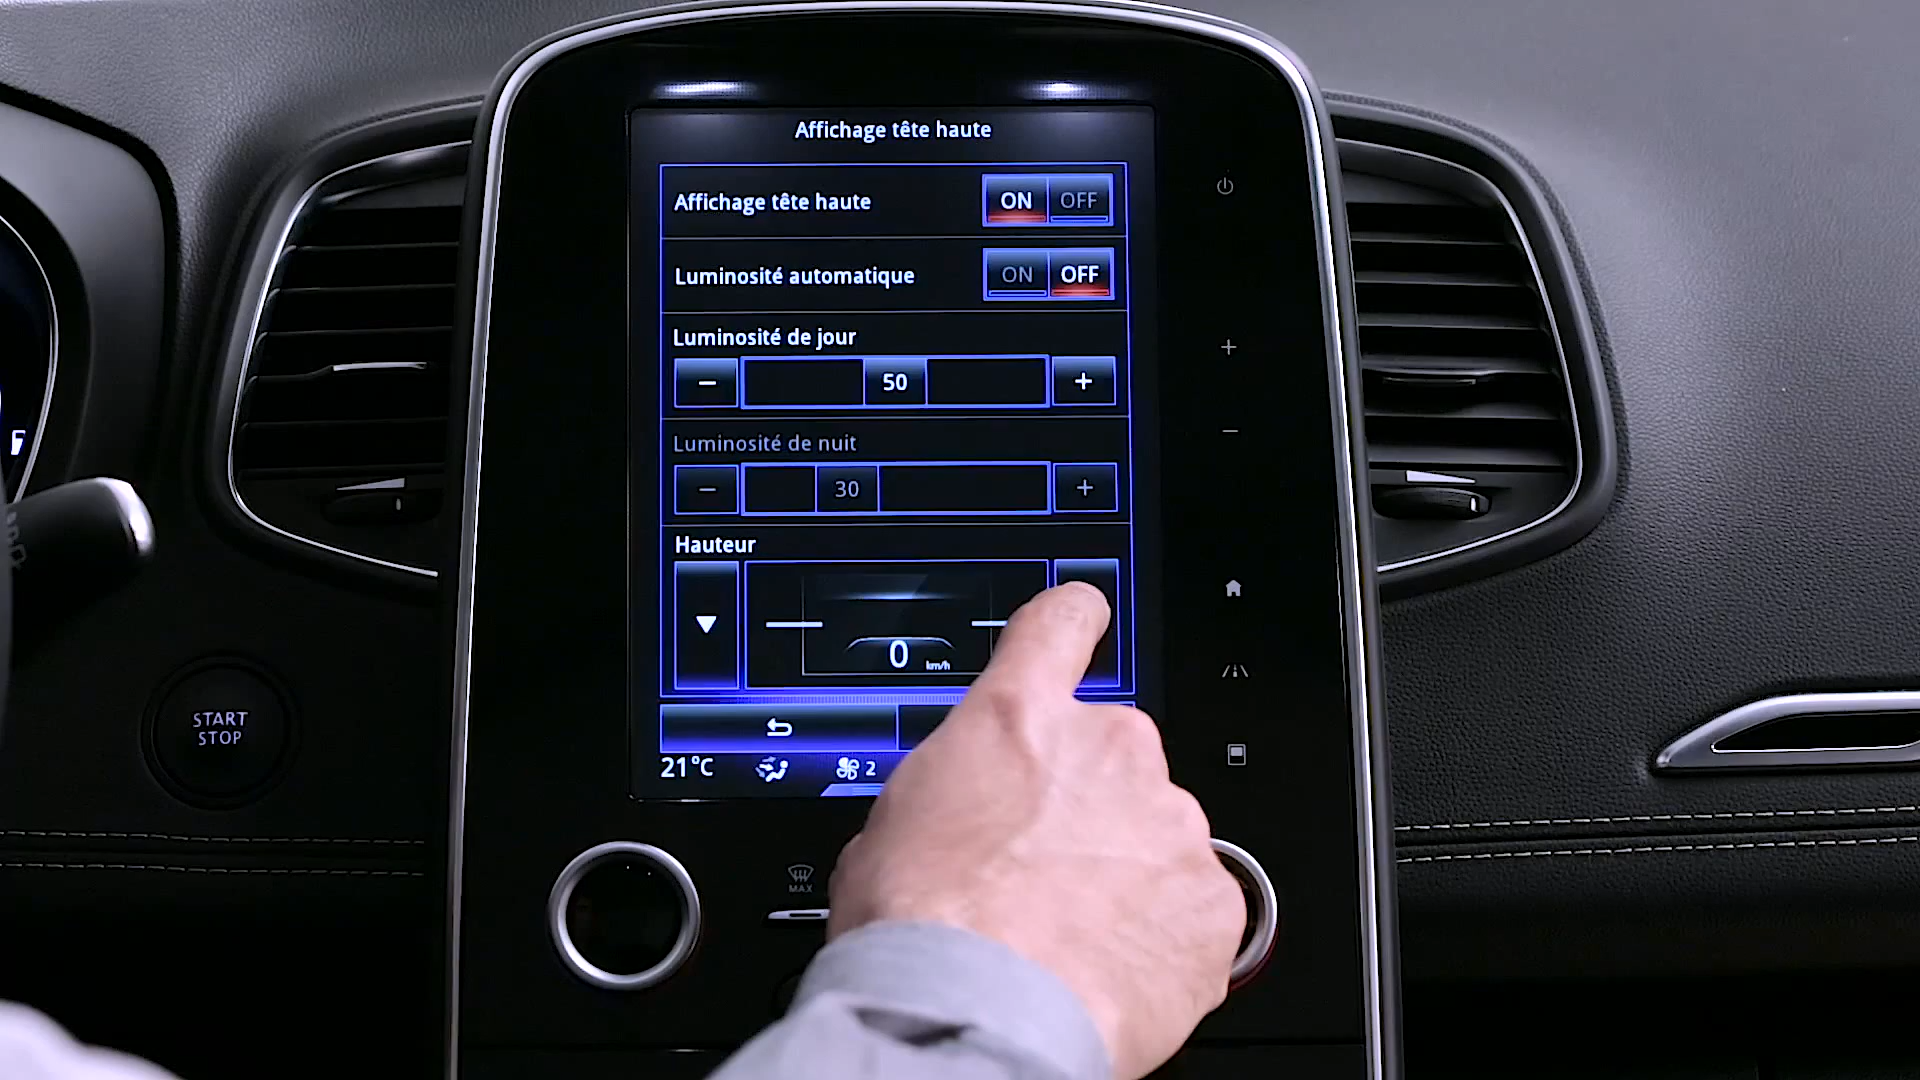 Affichage tête haute
Affichage tête haute ON OFF
Luminosité automatique ON OFF
Luminosité de jour
− 50 +
Luminosité de nuit
− 30 +
Hauteur
0 km/h
21°C 2
START
STOP
+
−
MAX